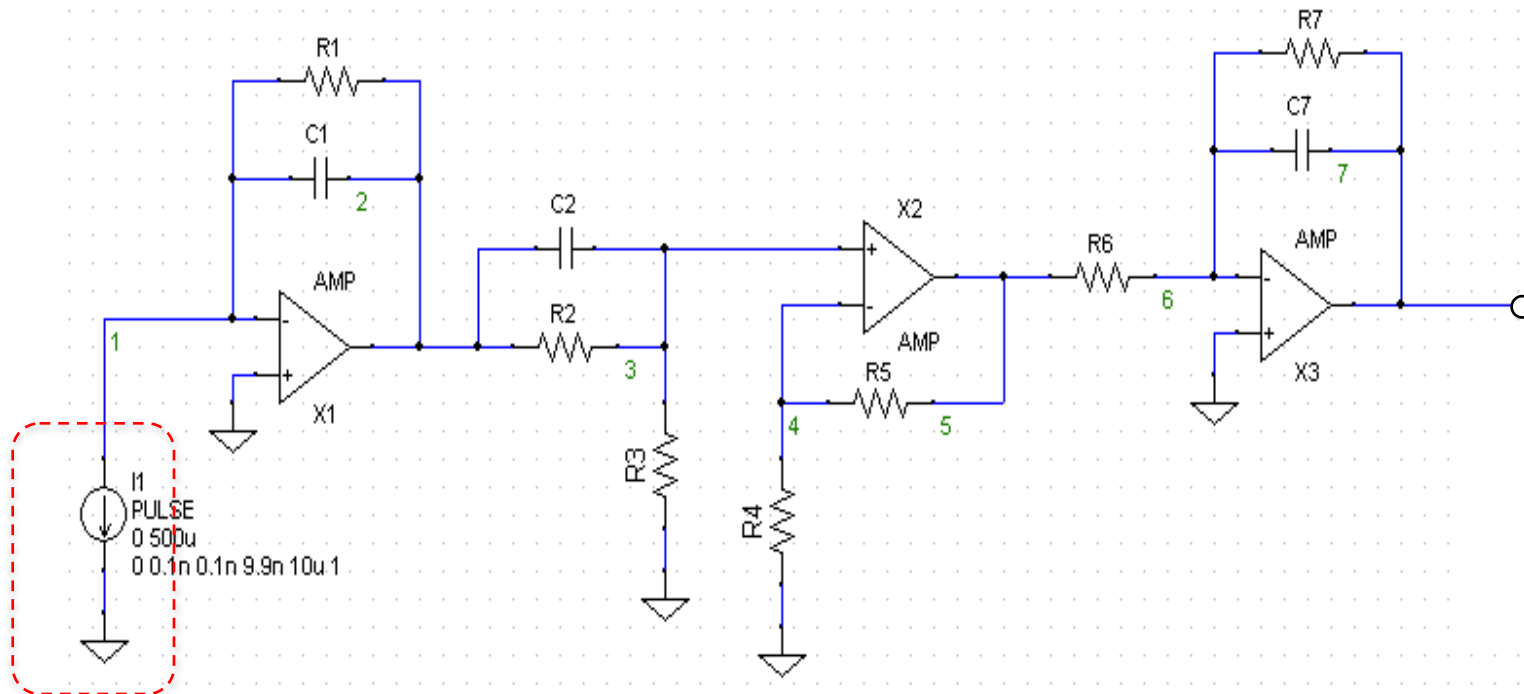 R7
R1
C7
C1
7
2
C2
X2
AMP
R6
AMP
R2
6
1
3
AMP
R5
X3
X1
4
5
R3
I1
PULSE
0 500u
0 0.1n 0.1n 9.9n 10u 1
R4
-
+
+
-
-
+